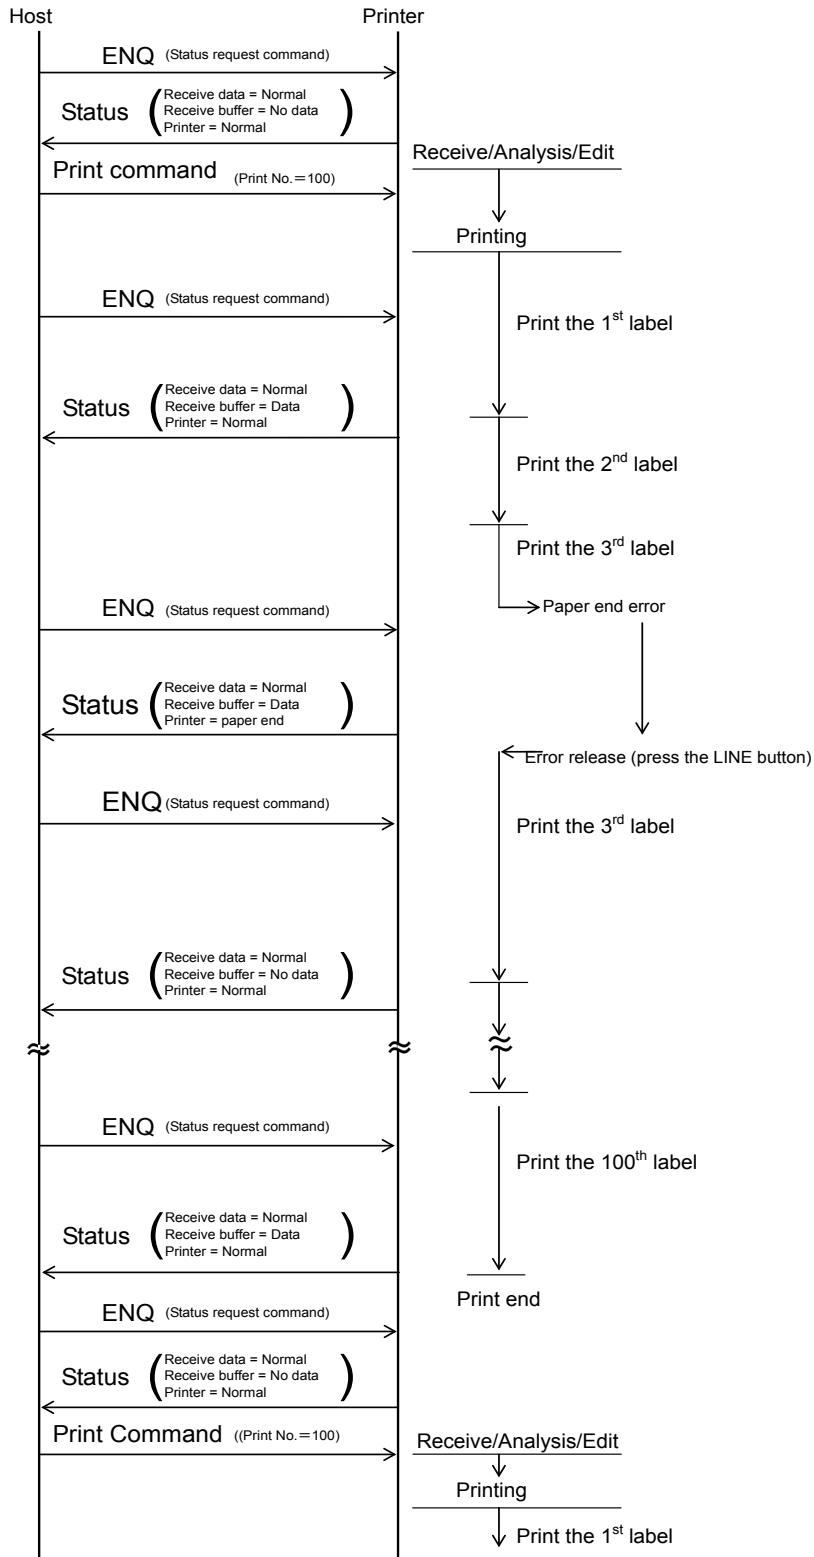 Host
Printer
ENQ (Status request command)
Status
Receive data = Normal
Receive buffer = No data
Printer = Normal
Receive/Analysis/Edit
Print command (Print No.＝100)
Printing
ENQ (Status request command)
Print the 1st label
Status
Receive data = Normal
Receive buffer = Data
Printer = Normal
Print the 2nd label
Print the 3rd label
ENQ (Status request command)
Paper end error
Status
Receive data = Normal
Receive buffer = Data
Printer = paper end
Error release (press the LINE button)
ENQ (Status request command)
Print the 3rd label
Status
Receive data = Normal
Receive buffer = No data
Printer = Normal
ENQ (Status request command)
Print the 100th label
Status
Receive data = Normal
Receive buffer = Data
Printer = Normal
Print end
ENQ (Status request command)
Status
Receive data = Normal
Receive buffer = No data
Printer = Normal
Print Command ((Print No.＝100)
Receive/Analysis/Edit
Printing
Print the 1st label